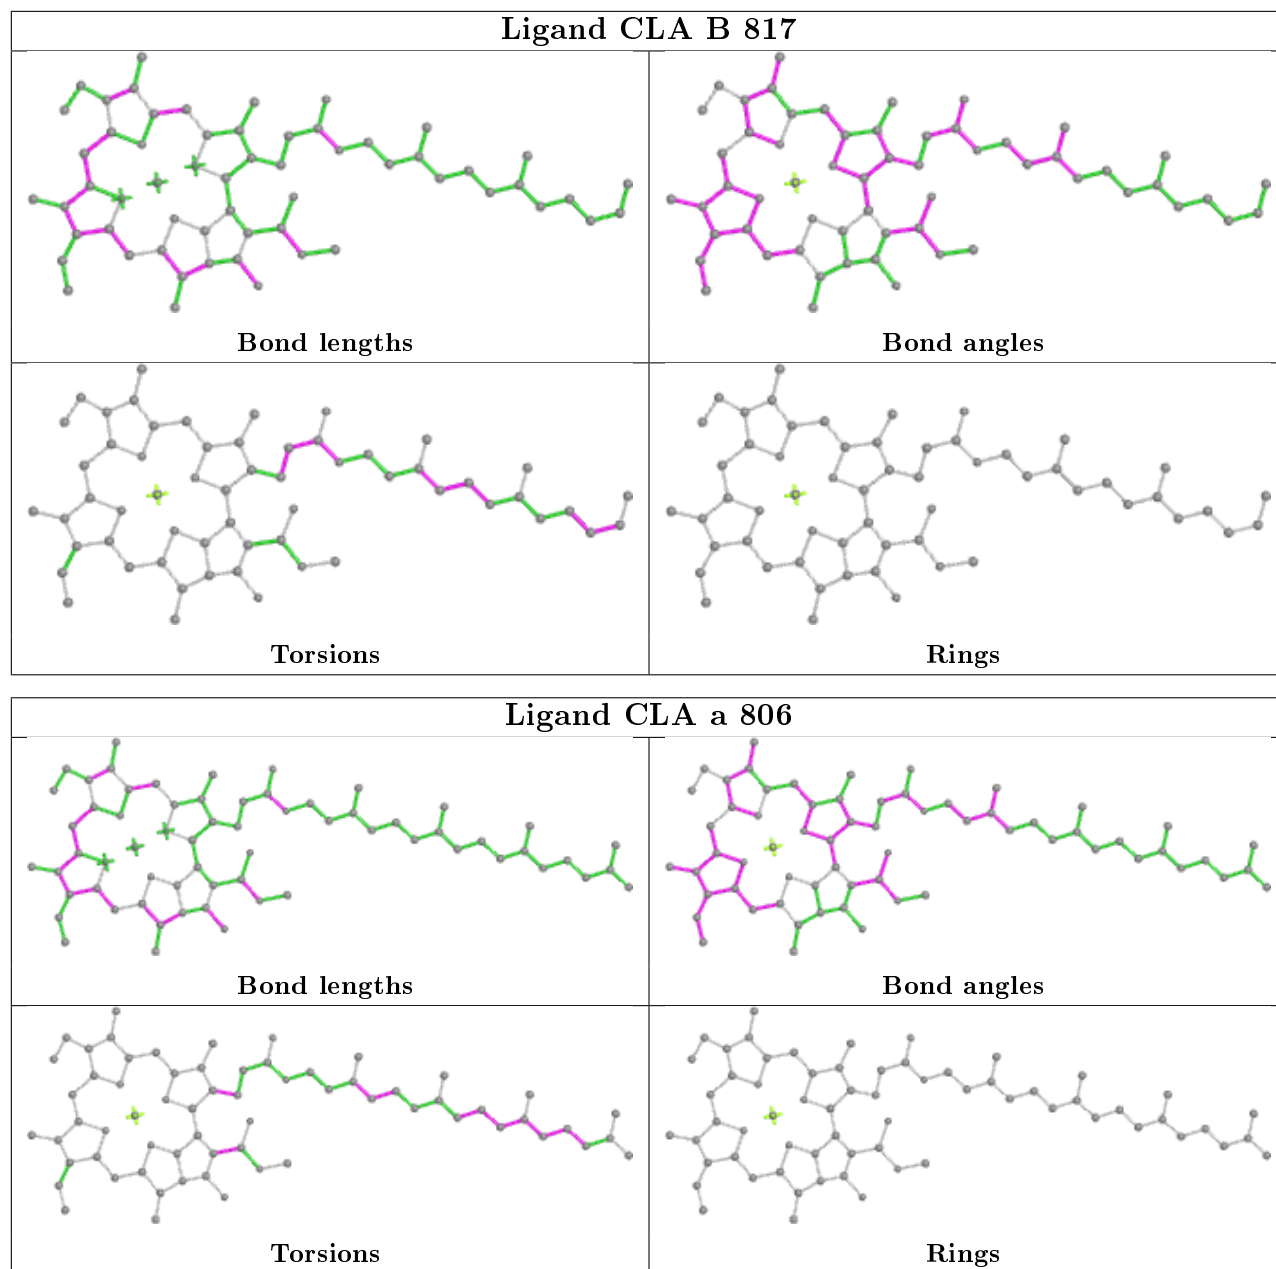 Ligand CLA B 817
Bond lengths
Bond angles
Torsions
Rings
Ligand CLA a 806
Bond lengths
Bond angles
Torsions
Rings